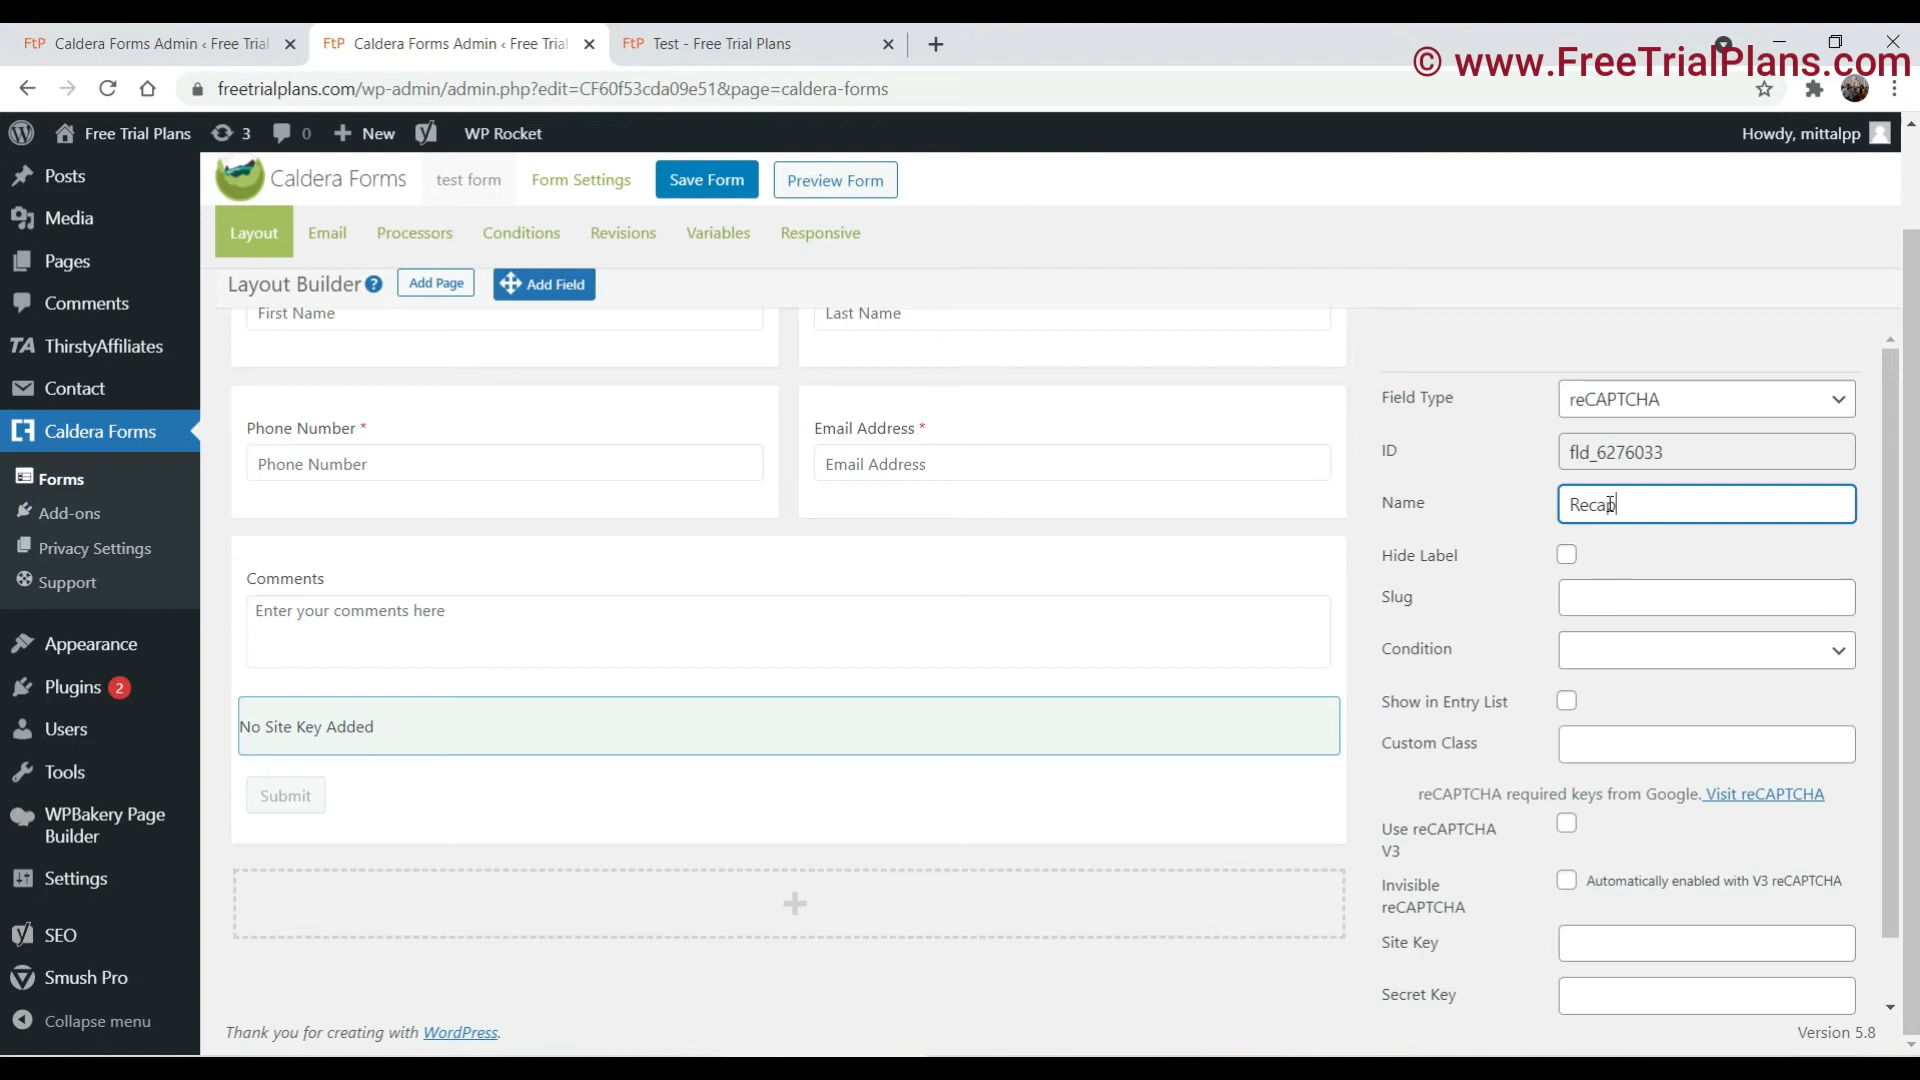 FtP Caldera Forms Admin ‹ Free Trial
FtP Caldera Forms Admin ‹ Free Trial
FtP Test - Free Trial Plans
© www.FreeTrialPlans.com
freetrialplans.com/wp-admin/admin.php?edit=CF60f53cda09e51&page=caldera-forms
Free Trial Plans 3 0 New WP Rocket Howdy, mittalpp
Posts
Media
Pages
Comments
TA ThirstyAffiliates
Contact
Caldera Forms
Forms
Add-ons
Privacy Settings
Support
Appearance
Plugins 2
Users
Tools
WPBakery Page
Builder
Settings
SEO
Smush Pro
Collapse menu
Caldera Forms test form Form Settings Save Form Preview Form
Layout Email Processors Conditions Revisions Variables Responsive
Layout Builder ? Add Page Add Field
First Name Last Name
Phone Number * Email Address *
Phone Number Email Address
Comments
Enter your comments here
No Site Key Added
Submit
Field Type reCAPTCHA
ID fld_6276033
Name Recap
Hide Label
Slug
Condition
Show in Entry List
Custom Class
reCAPTCHA required keys from Google. Visit reCAPTCHA
Use reCAPTCHA
V3
Invisible
reCAPTCHA
Automatically enabled with V3 reCAPTCHA
Site Key
Secret Key
Thank you for creating with WordPress.
Version 5.8